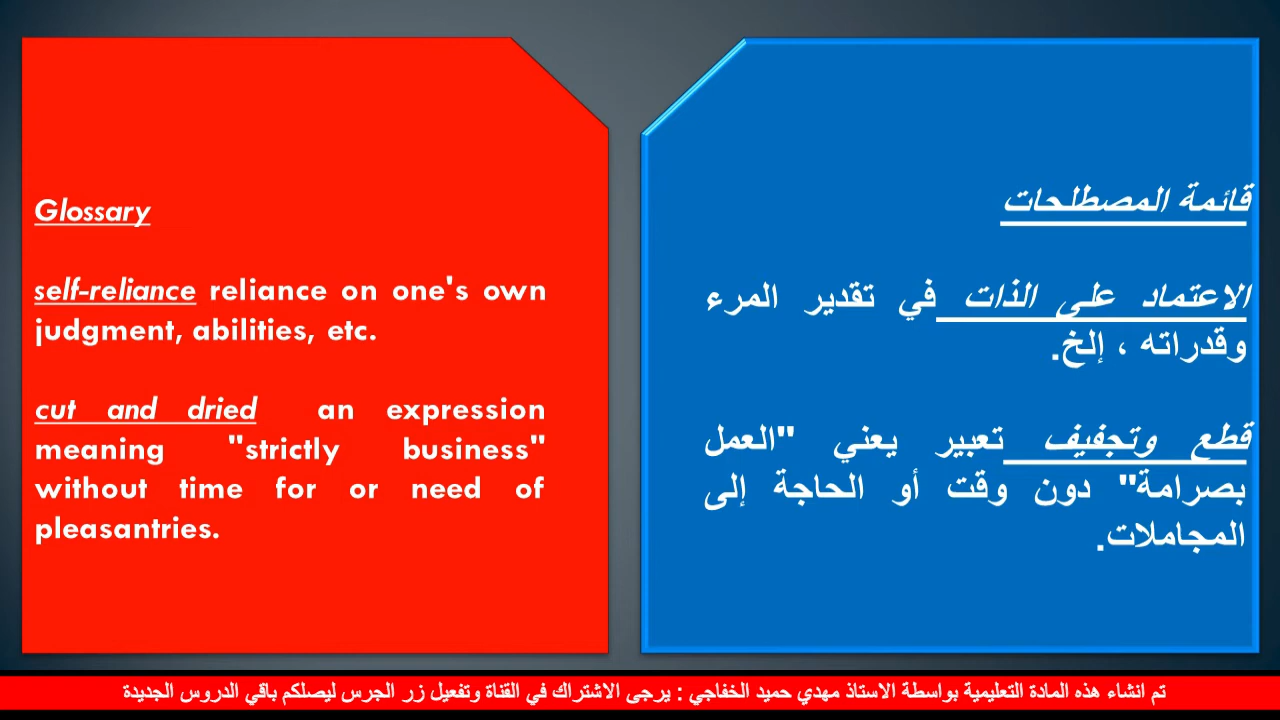 Glossary
self-reliance reliance on one's own
judgment, abilities, etc.
cut and dried an expression
meaning "strictly business"
without time for or need of
pleasantries.
قائمة المصطلحات
الاعتماد على الذات في تقدير المرء
وقدراته ، إلخ.
قطع وتجفيف تعبير يعني "العمل
بصرامة" دون وقت أو الحاجة إلى
المجاملات.
تم انشاء هذه المادة التعليمية بواسطة الاستاذ مهدي حميد الخفاجي : يرجى الاشتراك في القناة وتفعيل زر الجرس ليصلكم باقي الدروس الجديدة